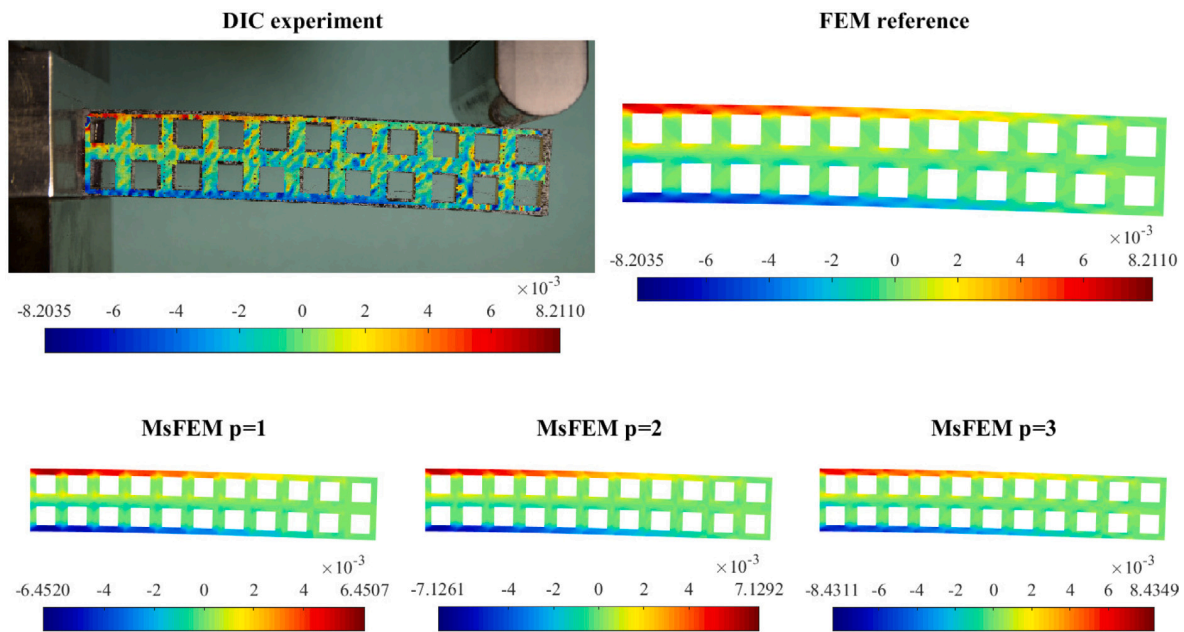 DIC experiment
FEM reference
×10⁻³
-8.2035 -6 -4 -2 0 2 4 6 8.2110
×10⁻³
-8.2035 -6 -4 -2 0 2 4 6 8.2110
MsFEM p=1
MsFEM p=2
MsFEM p=3
×10⁻³
-6.4520 -4 -2 0 2 4 6.4507
×10⁻³
-7.1261 -4 -2 0 2 4 7.1292
×10⁻³
-8.4311 -6 -4 -2 0 2 4 6 8.4349